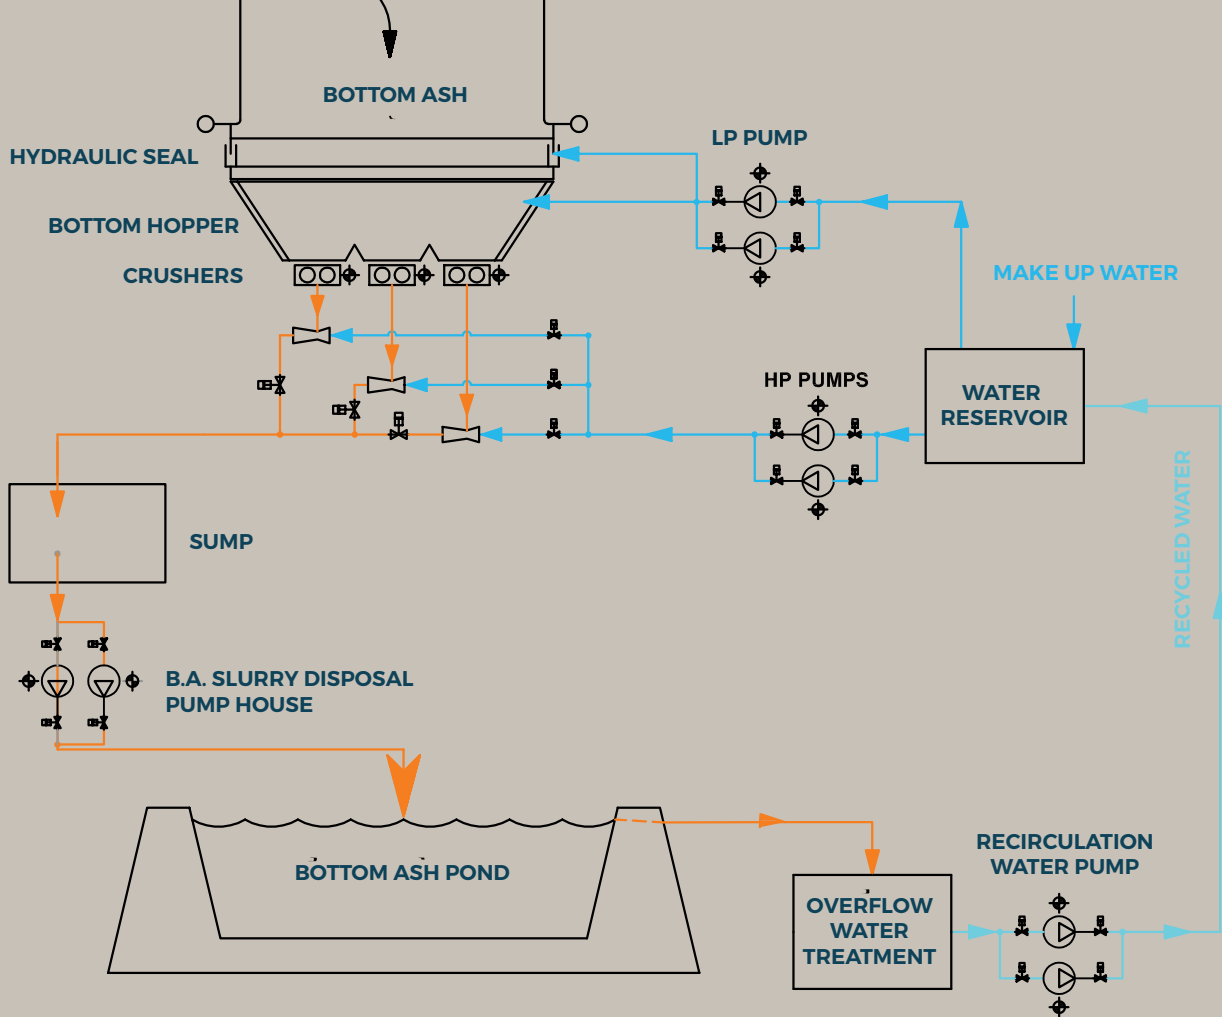 BOTTOM ASH
LP PUMP
HYDRAULIC SEAL
BOTTOM HOPPER
CRUSHERS
MAKE UP WATER
HP PUMPS
WATER
RESERVOIR
RECYCLED WATER
SUMP
B.A. SLURRY DISPOSAL
PUMP HOUSE
RECIRCULATION
WATER PUMP
BOTTOM ASH POND
OVERFLOW
WATER
TREATMENT